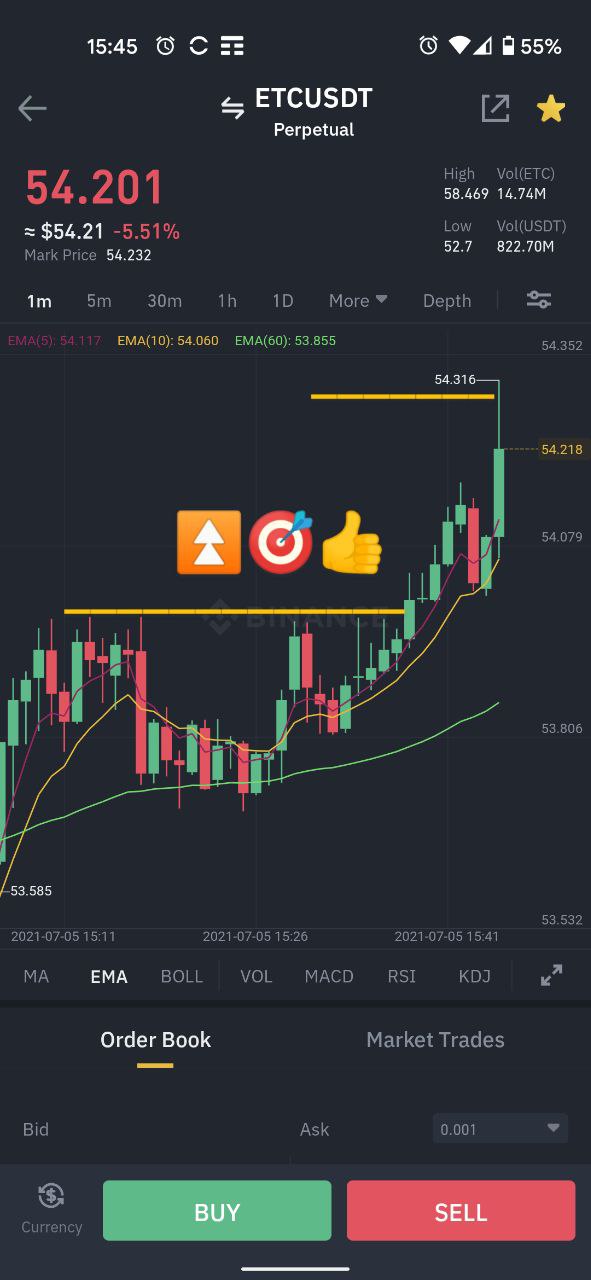 15:45 55%
ETCUSDT
Perpetual
54.201
≈ $54.21 -5.51%
Mark Price 54.232
High Vol(ETC)
58.469 14.74M
Low Vol(USDT)
52.7 822.70M
1m 5m 30m 1h 1D More Depth
EMA(5): 54.117 EMA(10): 54.060 EMA(60): 53.855
54.352
54.316
54.218
54.079
BINANCE
53.806
53.585
53.532
2021-07-05 15:11 2021-07-05 15:26 2021-07-05 15:41
MA EMA BOLL VOL MACD RSI KDJ
Order Book Market Trades
Bid Ask 0.001
Currency BUY SELL